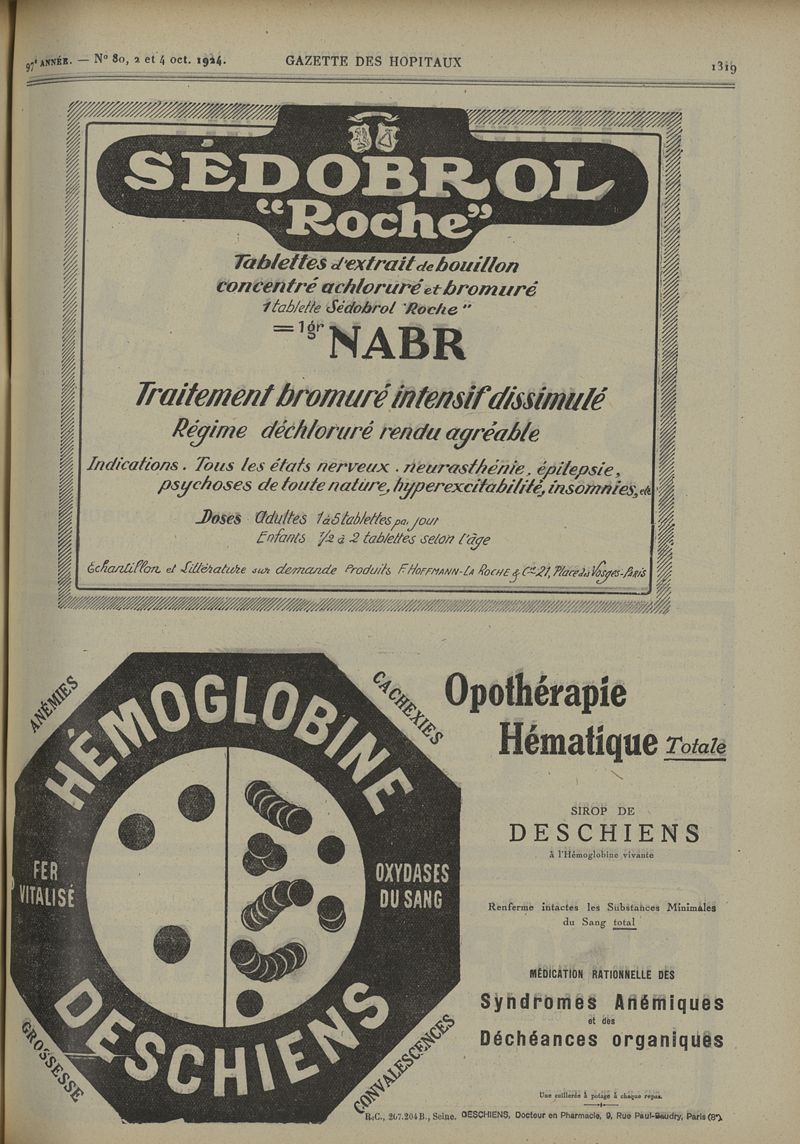 97e ANNÉE. — N° 80, 2 et 4 oct. 1924. GAZETTE DES HOPITAUX 1319
SÉDOBROL
"Roche"
Tablettes d'extrait de bouillon
concentré achloruré et bromuré
1 tablette Sédobrol "Roche"
= 1gr NABR
Traitement bromuré intensif dissimulé
Régime déchloruré rendu agréable
Indications. Tous les états nerveux. neurasthénie, épilepsie,
psychoses de toute nature, hyperexcitabilité, insomnies, etc
Doses Adultes 1 à 5 tablettes par jour
Enfants 1/2 à 2 tablettes selon l'âge
Échantillon et Littérature sur demande Produits F. HOFFMANN-LA ROCHE & Cie 21, Place des Vosges-PARIS
ANÉMIES
CACHEXIES
HÉMOGLOBINE
FER
VITALISÉ
OXYDASES
DU SANG
DESCHIENS
GROSSESSE
CONVALESCENCES
Opothérapie
Hématique Totale
SIROP DE
DESCHIENS
à l'Hémoglobine vivante
Renferme intactes les Substances Minimales
du Sang total
MÉDICATION RATIONNELLE DES
Syndromes Anémiques
et des
Déchéances organiques
Une cuillerée à potage à chaque repas.
R. C., 207.204 B., Seine. DESCHIENS, Docteur en Pharmacie, 9, Rue Paul-Baudry, Paris (8e).